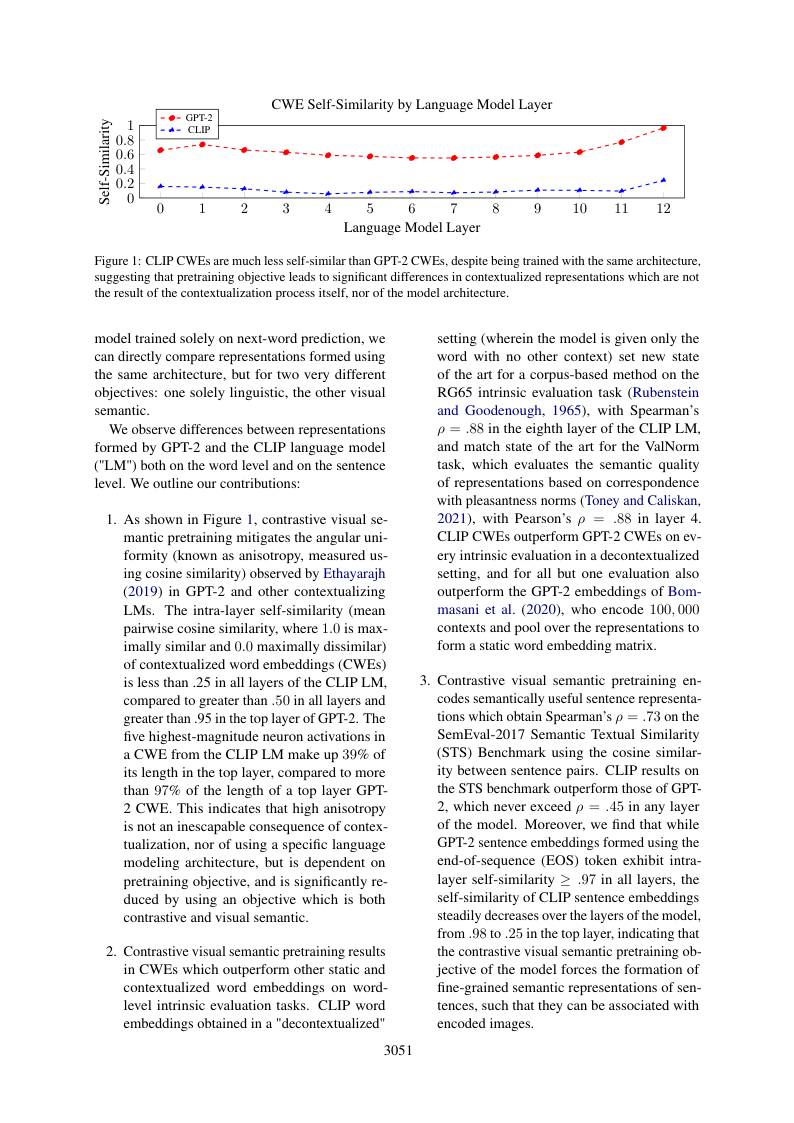 CWE Self-Similarity by Language Model Layer
GPT-2
CLIP
Self-Similarity
1
0.8
0.6
0.4
0.2
0
0 1 2 3 4 5 6 7 8 9 10 11 12
Language Model Layer
Figure 1: CLIP CWEs are much less self-similar than GPT-2 CWEs, despite being trained with the same architecture,
suggesting that pretraining objective leads to significant differences in contextualized representations which are not
the result of the contextualization process itself, nor of the model architecture.
model trained solely on next-word prediction, we
can directly compare representations formed using
the same architecture, but for two very different
objectives: one solely linguistic, the other visual
semantic.
We observe differences between representations
formed by GPT-2 and the CLIP language model
("LM") both on the word level and on the sentence
level. We outline our contributions:
1. As shown in Figure 1, contrastive visual se-
mantic pretraining mitigates the angular uni-
formity (known as anisotropy, measured us-
ing cosine similarity) observed by Ethayarajh
(2019) in GPT-2 and other contextualizing
LMs. The intra-layer self-similarity (mean
pairwise cosine similarity, where 1.0 is max-
imally similar and 0.0 maximally dissimilar)
of contextualized word embeddings (CWEs)
is less than .25 in all layers of the CLIP LM,
compared to greater than .50 in all layers and
greater than .95 in the top layer of GPT-2. The
five highest-magnitude neuron activations in
a CWE from the CLIP LM make up 39% of
its length in the top layer, compared to more
than 97% of the length of a top layer GPT-
2 CWE. This indicates that high anisotropy
is not an inescapable consequence of contex-
tualization, nor of using a specific language
modeling architecture, but is dependent on
pretraining objective, and is significantly re-
duced by using an objective which is both
contrastive and visual semantic.
2. Contrastive visual semantic pretraining results
in CWEs which outperform other static and
contextualized word embeddings on word-
level intrinsic evaluation tasks. CLIP word
embeddings obtained in a "decontextualized"
setting (wherein the model is given only the
word with no other context) set new state
of the art for a corpus-based method on the
RG65 intrinsic evaluation task (Rubenstein
and Goodenough, 1965), with Spearman's
ρ = .88 in the eighth layer of the CLIP LM,
and match state of the art for the ValNorm
task, which evaluates the semantic quality
of representations based on correspondence
with pleasantness norms (Toney and Caliskan,
2021), with Pearson's ρ = .88 in layer 4.
CLIP CWEs outperform GPT-2 CWEs on ev-
ery intrinsic evaluation in a decontextualized
setting, and for all but one evaluation also
outperform the GPT-2 embeddings of Bom-
masani et al. (2020), who encode 100, 000
contexts and pool over the representations to
form a static word embedding matrix.
3. Contrastive visual semantic pretraining en-
codes semantically useful sentence representa-
tions which obtain Spearman's ρ = .73 on the
SemEval-2017 Semantic Textual Similarity
(STS) Benchmark using the cosine similar-
ity between sentence pairs. CLIP results on
the STS benchmark outperform those of GPT-
2, which never exceed ρ = .45 in any layer
of the model. Moreover, we find that while
GPT-2 sentence embeddings formed using the
end-of-sequence (EOS) token exhibit intra-
layer self-similarity ≥ .97 in all layers, the
self-similarity of CLIP sentence embeddings
steadily decreases over the layers of the model,
from .98 to .25 in the top layer, indicating that
the contrastive visual semantic pretraining ob-
jective of the model forces the formation of
fine-grained semantic representations of sen-
tences, such that they can be associated with
encoded images.
3051